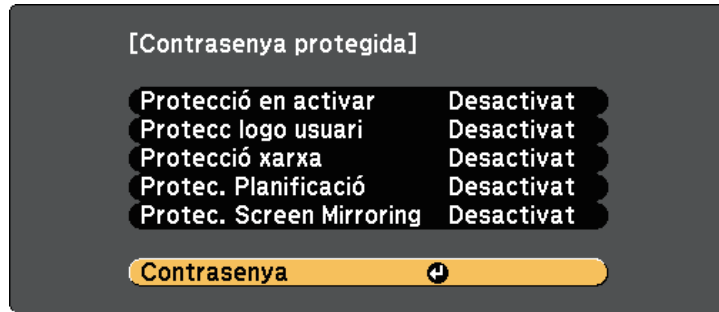 [Contrasenya protegida]
Protecció en activar Desactivat
Protecc logo usuari Desactivat
Protecció xarxa Desactivat
Protec. Planificació Desactivat
Protec. Screen Mirroring Desactivat
Contrasenya